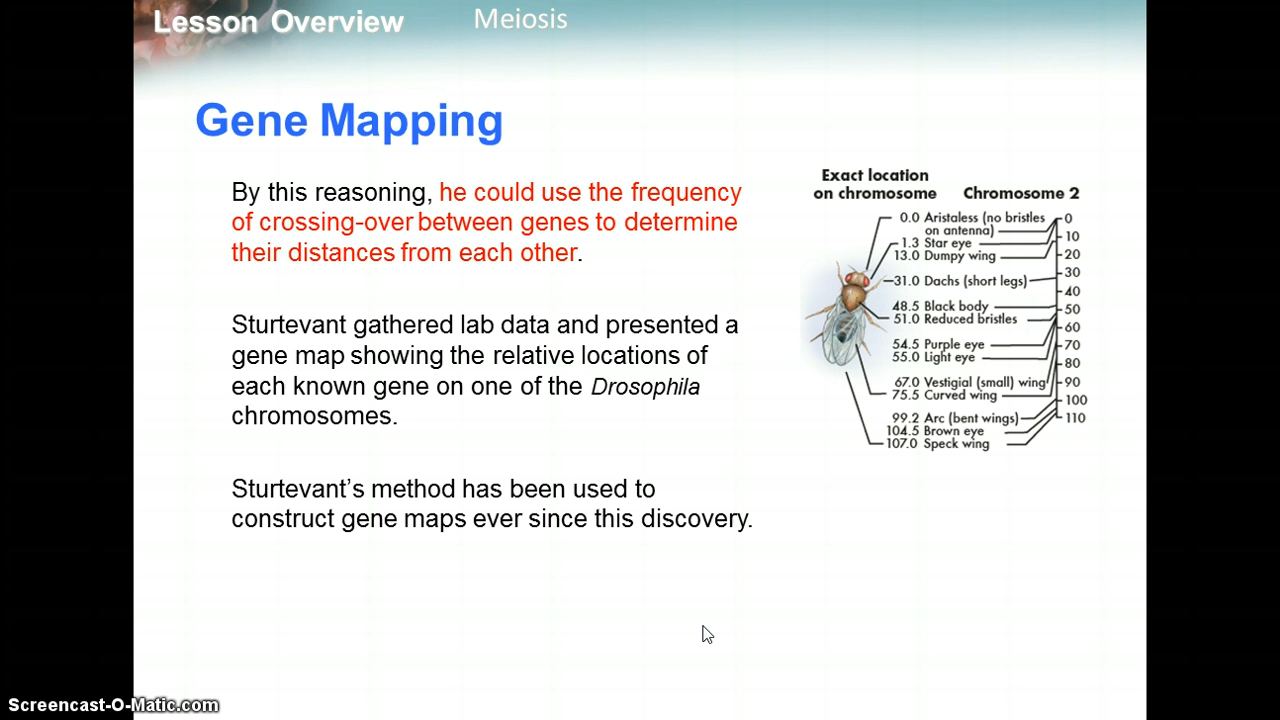 Lesson Overview Meiosis
Gene Mapping
By this reasoning, he could use the frequency
of crossing-over between genes to determine
their distances from each other.
Sturtevant gathered lab data and presented a
gene map showing the relative locations of
each known gene on one of the Drosophila
chromosomes.
Sturtevant’s method has been used to
construct gene maps ever since this discovery.
Exact location
on chromosome
Chromosome 2
0.0 Aristaless (no bristles
on antenna)
1.3 Star eye
13.0 Dumpy wing
31.0 Dachs (short legs)
48.5 Black body
51.0 Reduced bristles
54.5 Purple eye
55.0 Light eye
67.0 Vestigial (small) wing
75.5 Curved wing
99.2 Arc (bent wings)
104.5 Brown eye
107.0 Speck wing
0
10
20
30
40
50
60
70
80
90
100
110
Screencast-O-Matic.com